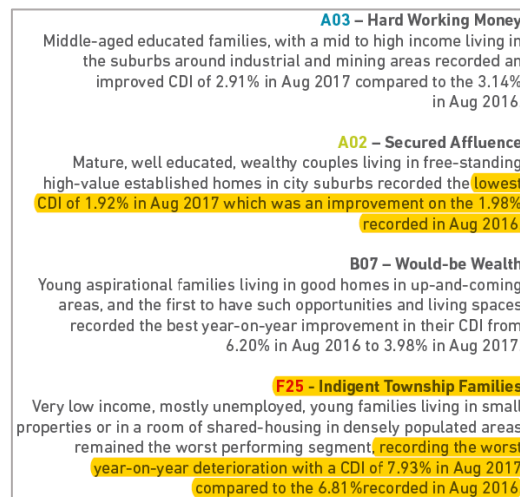 A03 – Hard Working Money
Middle-aged educated families, with a mid to high income living in
the suburbs around industrial and mining areas recorded an
improved CDI of 2.91% in Aug 2017 compared to the 3.14%
in Aug 2016
A02 – Secured Affluence
Mature, well educated, wealthy couples living in free-standing
high-value established homes in city suburbs recorded the lowest
CDI of 1.92% in Aug 2017 which was an improvement on the 1.98%
recorded in Aug 2016
B07 – Would-be Wealth
Young aspirational families living in good homes in up-and-coming
areas, and the first to have such opportunities and living spaces
recorded the best year-on-year improvement in their CDI from
6.20% in Aug 2016 to 3.98% in Aug 2017
F25 - Indigent Township Families
Very low income, mostly unemployed, young families living in small
properties or in a room of shared-housing in densely populated areas
remained the worst performing segment, recording the worst
year-on-year deterioration with a CDI of 7.93% in Aug 2017
compared to the 6.81%recorded in Aug 2016